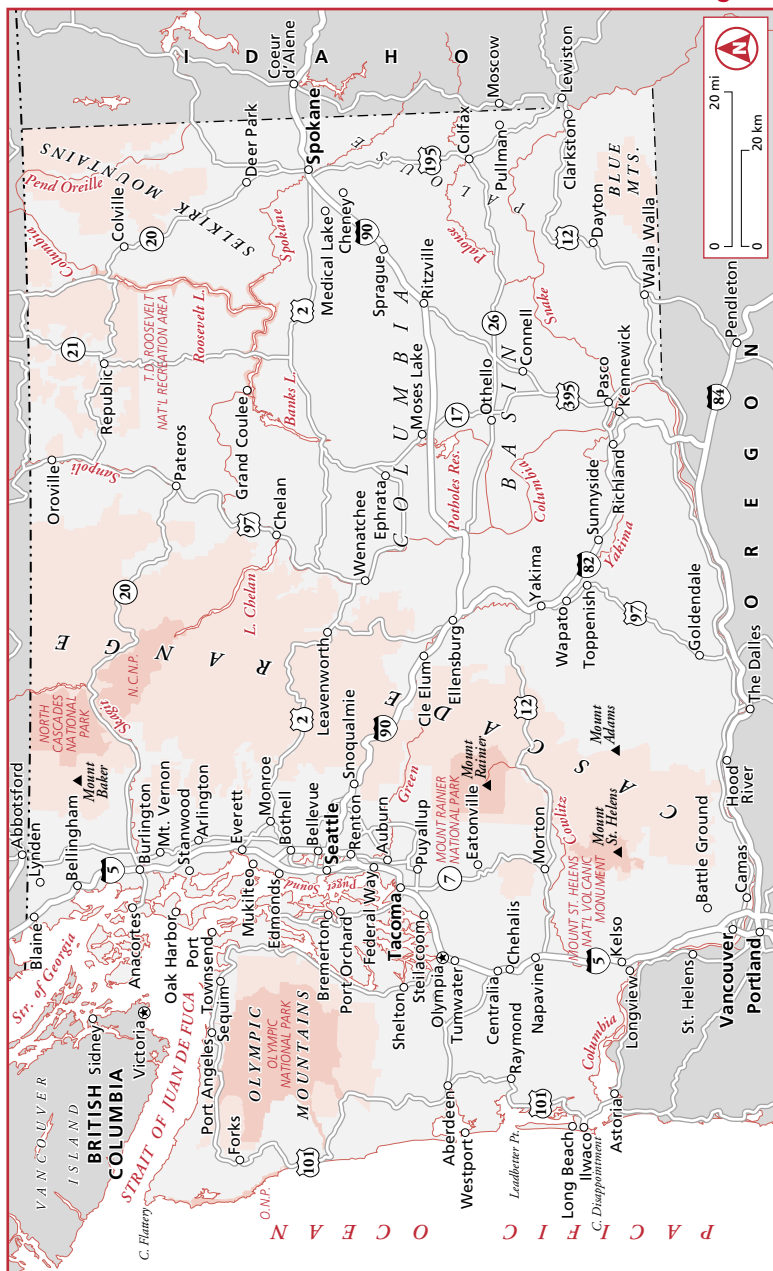 VANCOUVER
ISLAND
BRITISH
COLUMBIA
Sidney
Victoria
Str. of Georgia
STRAIT OF JUAN DE FUCA
C. Flattery
Blaine
Lynden
Abbotsford
Bellingham
Mount
Baker
NORTH
CASCADES
NATIONAL
PARK
N.C.N.P.
Skagit
5
Anacortes
Burlington
Mt. Vernon
Oak Harbor
Stanwood
Arlington
Port
Townsend
Sequim
Port Angeles
Forks
O.N.P.
OLYMPIC
OLYMPIC
NATIONAL PARK
MOUNTAINS
101
Everett
Mukilteo
Edmonds
Monroe
Bothell
Bellevue
Seattle
Renton
Snoqualmie
Puget Sound
Bremerton
Port Orchard
Federal Way
Auburn
Tacoma
Puyallup
Steilacoom
Shelton
Olympia
Tumwater
Green
7
MOUNT RAINIER
NATIONAL PARK
Eatonville
Mount
Rainier
Aberdeen
Westport
Centralia
Chehalis
Raymond
Napavine
Morton
Cowlitz
MOUNT ST. HELENS
NAT'L VOLCANIC
MONUMENT
Mount
St. Helens
Mount
Adams
Leadbetter Pt.
101
Long Beach
Ilwaco
C. Disappointment
Astoria
Columbia
5
Kelso
Longview
St. Helens
Battle Ground
Vancouver
Camas
Portland
Hood
River
The Dalles
PACIFIC OCEAN
CASCADE RANGE
20
Oroville
Sanpoil
Republic
21
Pateros
97
Chelan
L. Chelan
2
Leavenworth
Wenatchee
90
Cle Elum
Ellensburg
12
Yakima
Wapato
Toppenish
82
Sunnyside
Yakima
97
Goldendale
Grand Coulee
Banks L.
Ephrata
Moses Lake
Potholes Res.
17
Othello
COLUMBIA
BASIN
Columbia
Richland
Kennewick
Pasco
395
Connell
26
T.D. ROOSEVELT
NAT'L RECREATION AREA
Roosevelt L.
Columbia
Pend Oreille
Colville
20
SELKIRK
MOUNTAINS
Deer Park
Spokane
Spokane
2
Medical Lake
Cheney
90
Sprague
Ritzville
195
PALOUSE
Palouse
Colfax
Pullman
Moscow
Snake
Clarkston
Lewiston
12
Dayton
BLUE
MTS.
Walla Walla
Pendleton
84
OREGON
IDAHO
Coeur
d'Alene
N
0
20 mi
0
20 km